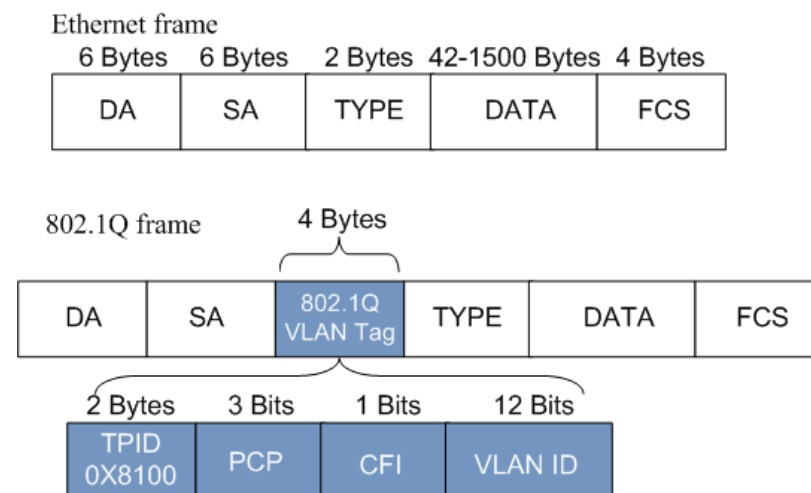 Ethernet frame
6 Bytes 6 Bytes 2 Bytes 42-1500 Bytes 4 Bytes
DA SA TYPE DATA FCS
802.1Q frame
4 Bytes
DA SA 802.1Q VLAN Tag TYPE DATA FCS
2 Bytes 3 Bits 1 Bits 12 Bits
TPID 0X8100 PCP CFI VLAN ID